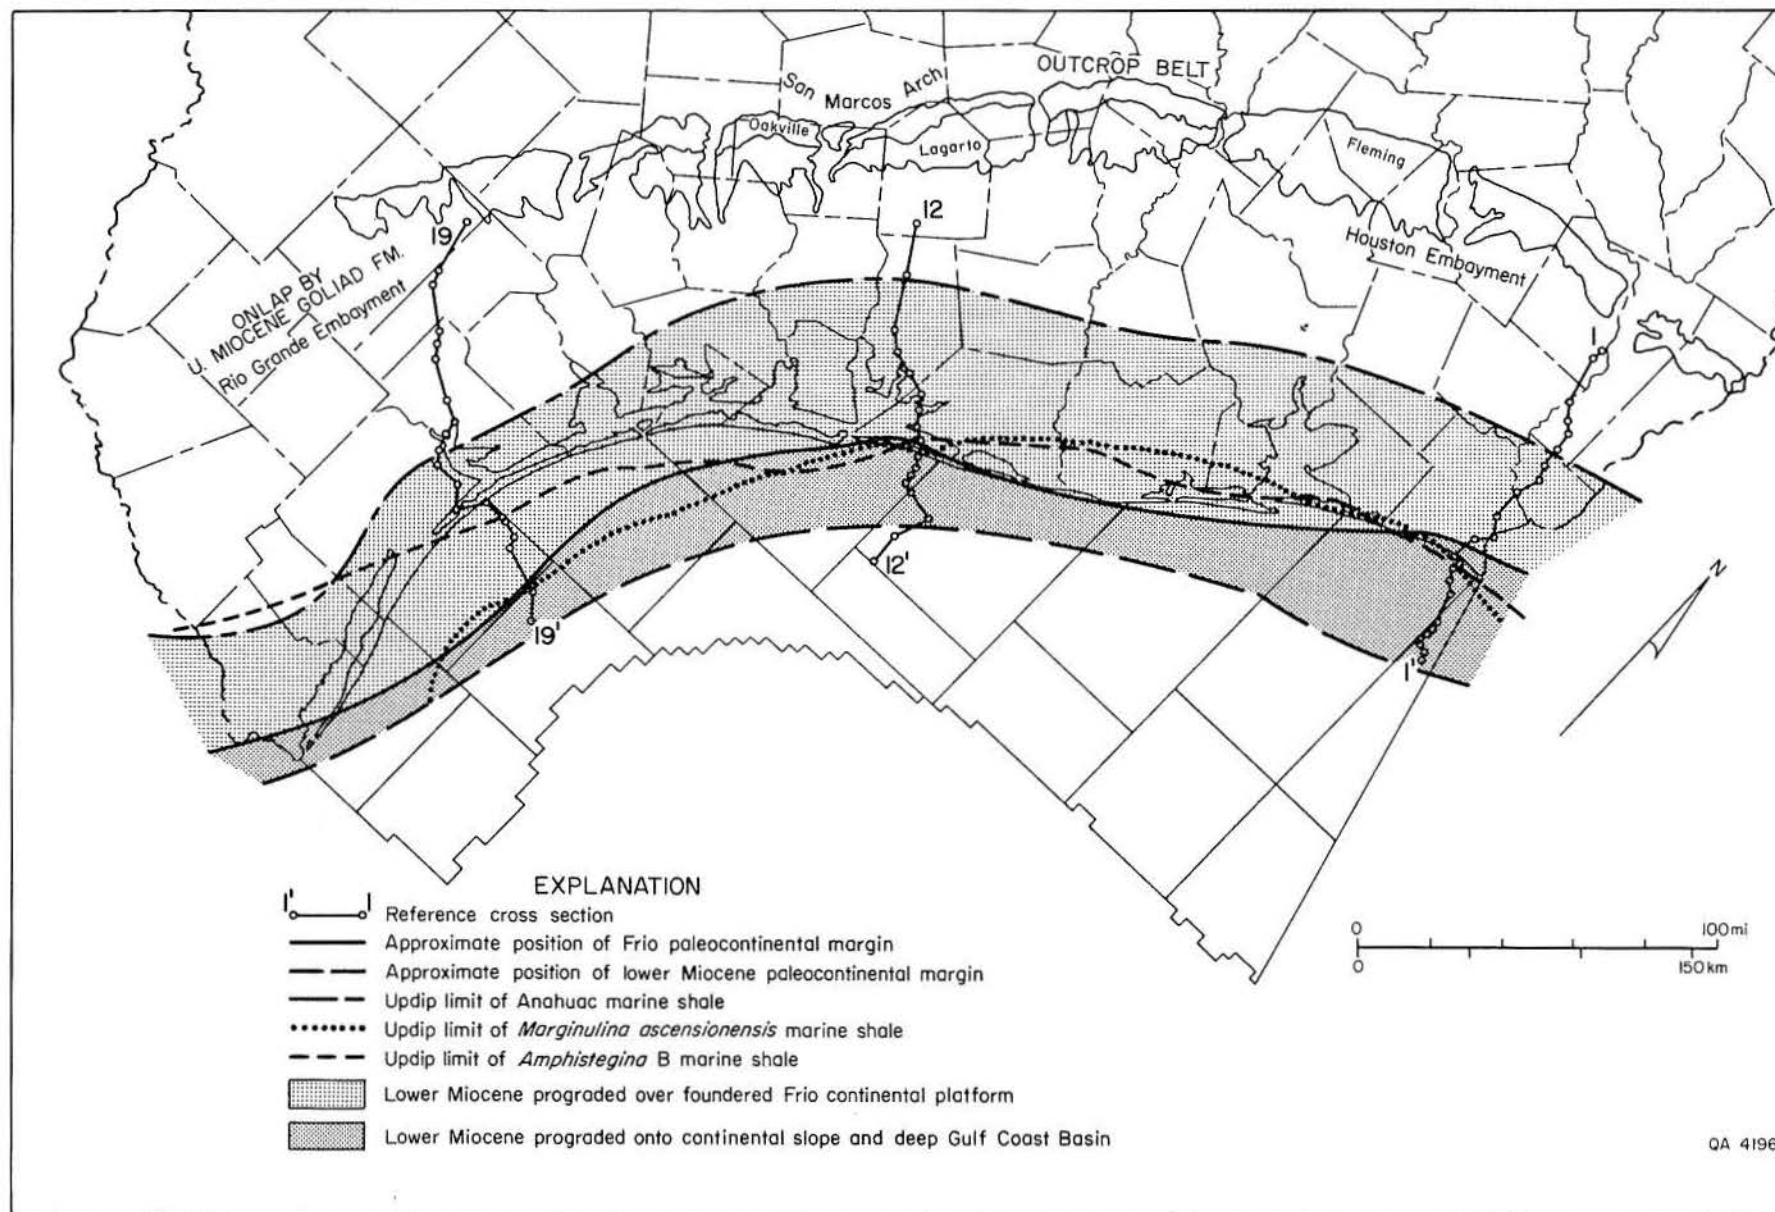 San Marcos Arch
OUTCROP BELT
Oakville
Lagarto
Fleming
19
12
Houston Embayment
ONLAP BY
U. MIOCENE GOLIAD FM.
Rio Grande Embayment
1
12'
19'
1'
N
EXPLANATION
1' 1
Reference cross section
Approximate position of Frio paleocontinental margin
Approximate position of lower Miocene paleocontinental margin
Updip limit of Anahuac marine shale
Updip limit of Marginulina ascensionensis marine shale
Updip limit of Amphistegina B marine shale
Lower Miocene prograded over foundered Frio continental platform
Lower Miocene prograded onto continental slope and deep Gulf Coast Basin
0 100 mi
0 150 km
QA 4196